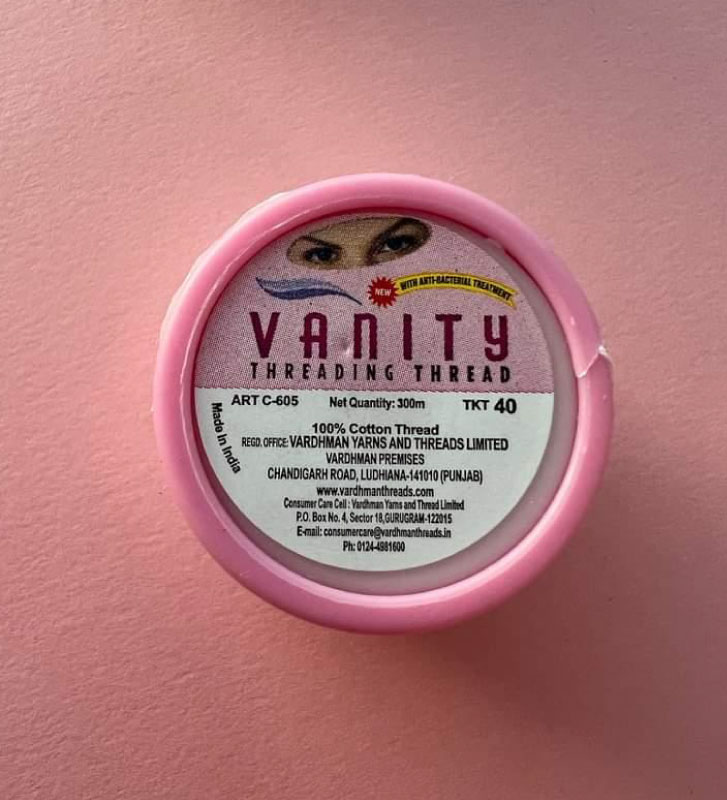 NEW WITH ANTI-BACTERIAL TREATMENT
VANITY
THREADING THREAD
ART C-605 Net Quantity: 300m TKT 40
Made In India
100% Cotton Thread
REGD. OFFICE: VARDHMAN YARNS AND THREADS LIMITED
VARDHMAN PREMISES
CHANDIGARH ROAD, LUDHIANA-141010 (PUNJAB)
www.vardhmanthreads.com
Consumer Care Cell : Vardhman Yarns and Thread Limited
P.O. Box No. 4, Sector 18,GURUGRAM-122015
E-mail: consumercare@vardhmanthreads.in
Ph: 0124-4981600